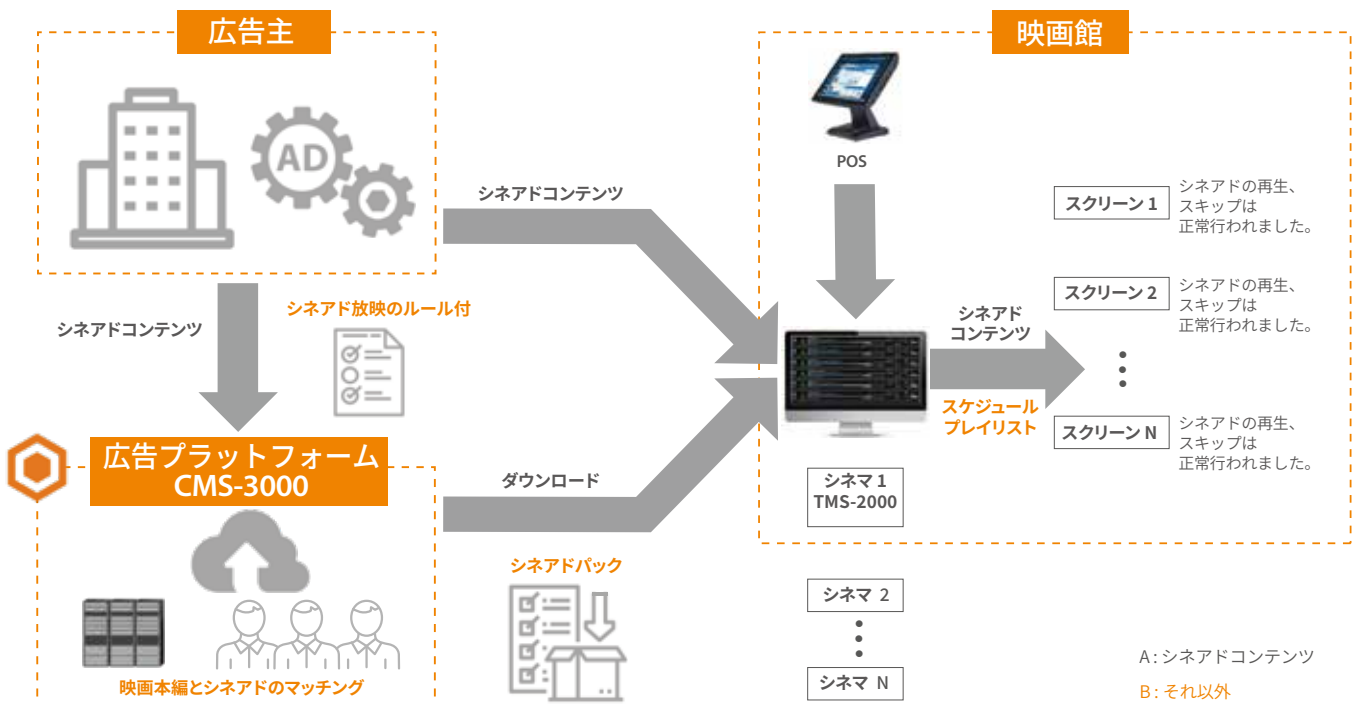 広告主
AD
シネアドコンテンツ
シネアド放映のルール付
シネアドコンテンツ
広告プラットフォーム
CMS-3000
映画本編とシネアドのマッチング
ダウンロード
シネアドパック
映画館
POS
シネアド
コンテンツ
スケジュール
プレイリスト
スクリーン 1
シネアドの再生、
スキップは
正常行われました。
スクリーン 2
シネアドの再生、
スキップは
正常行われました。
スクリーン N
シネアドの再生、
スキップは
正常行われました。
シネマ 1
TMS-2000
シネマ 2
シネマ N
A : シネアドコンテンツ
B : それ以外